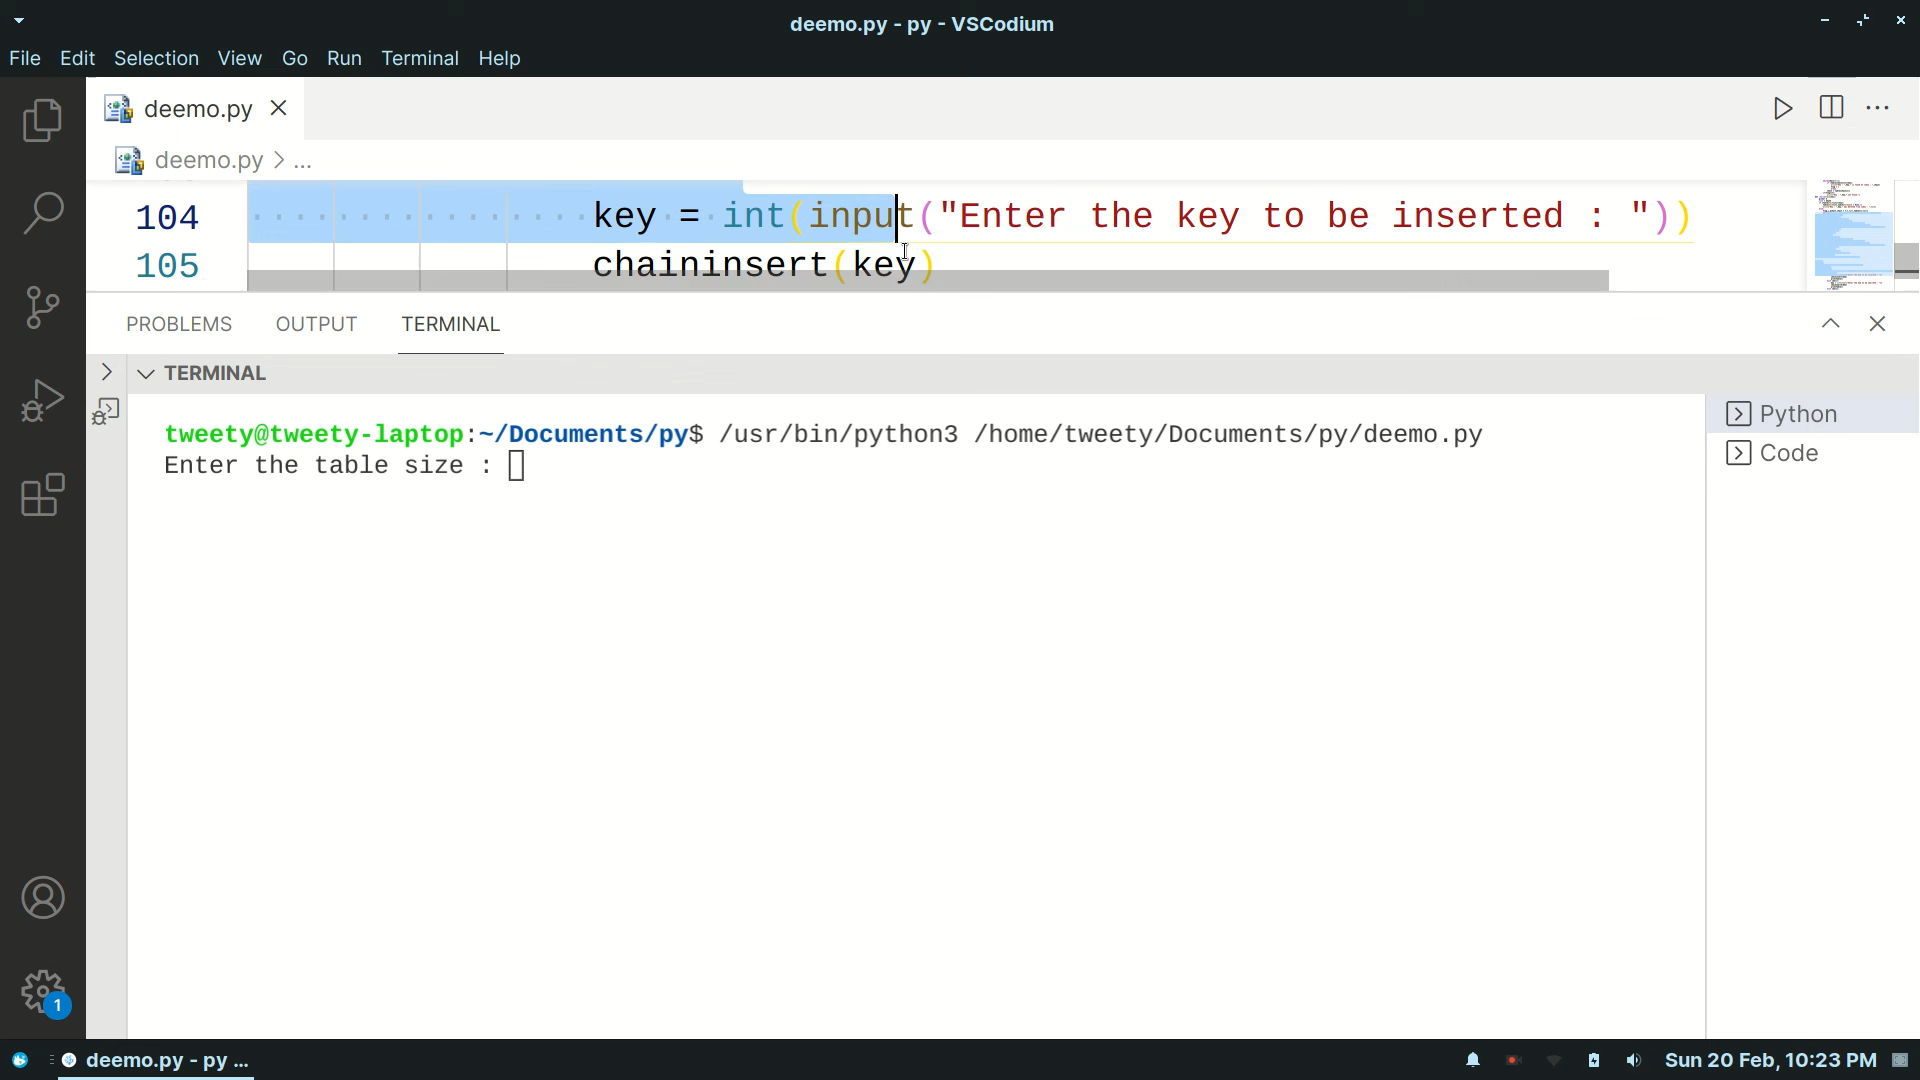 deemo.py - py - VSCodium
File Edit Selection View Go Run Terminal Help
deemo.py
deemo.py > ...
104 key = int(input("Enter the key to be inserted : "))
105 chaininsert(key)
PROBLEMS OUTPUT TERMINAL
TERMINAL
tweety@tweety-laptop:~/Documents/py$ /usr/bin/python3 /home/tweety/Documents/py/deemo.py
Enter the table size :
Python
Code
1
deemo.py - py ...
Sun 20 Feb, 10:23 PM